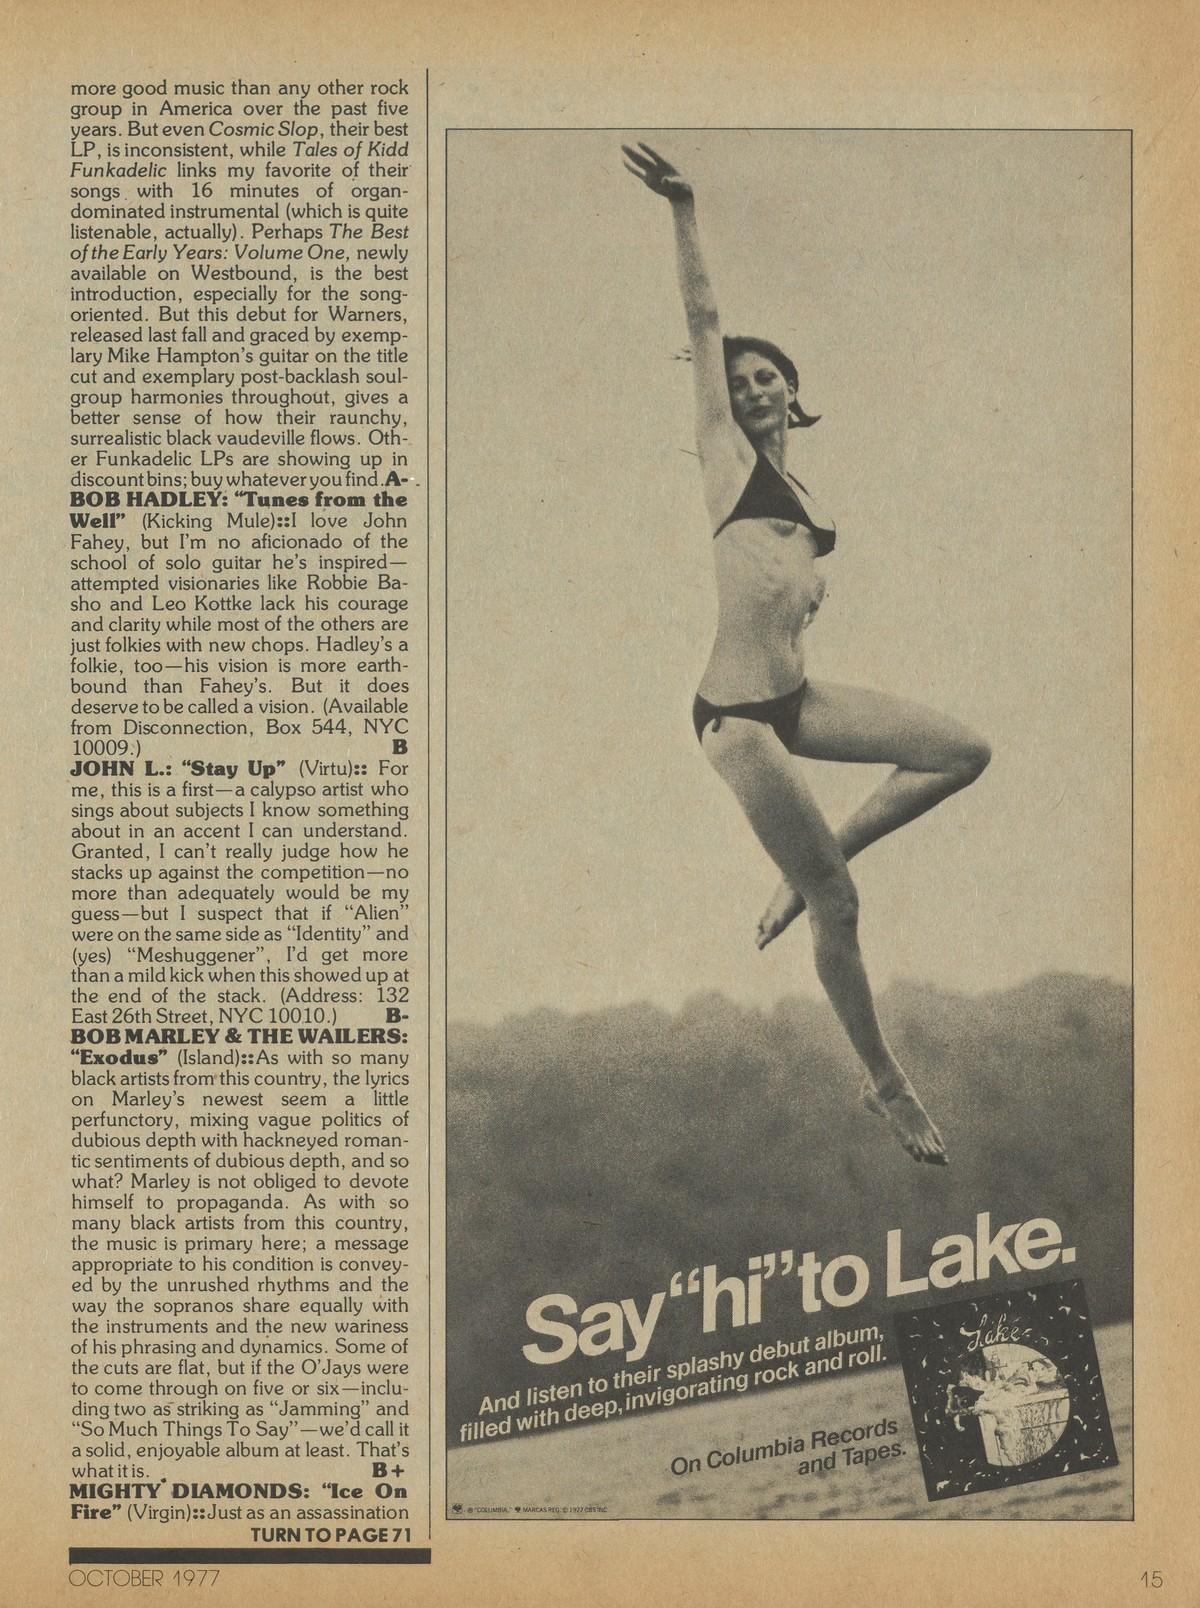 more good music than any other rock
group in America over the past five
years. But even Cosmic Slop, their best
LP, is inconsistent, while Tales of Kidd
Funkadelic links my favorite of their
songs with 16 minutes of organ-
dominated instrumental (which is quite
listenable, actually). Perhaps The Best
of the Early Years: Volume One, newly
available on Westbound, is the best
introduction, especially for the song-
oriented. But this debut for Warners,
released last fall and graced by exemp-
lary Mike Hampton's guitar on the title
cut and exemplary post-backlash soul-
group harmonies throughout, gives a
better sense of how their raunchy,
surrealistic black vaudeville flows. Oth-
er Funkadelic LPs are showing up in
discount bins; buy whatever you find. A-
BOB HADLEY: "Tunes from the
Well" (Kicking Mule)::I love John
Fahey, but I'm no aficionado of the
school of solo guitar he's inspired—
attempted visionaries like Robbie Ba-
sho and Leo Kottke lack his courage
and clarity while most of the others are
just folkies with new chops. Hadley's a
folkie, too—his vision is more earth-
bound than Fahey's. But it does
deserve to be called a vision. (Available
from Disconnection, Box 544, NYC
10009.) B
JOHN L.: "Stay Up" (Virtu):: For
me, this is a first—a calypso artist who
sings about subjects I know something
about in an accent I can understand.
Granted, I can't really judge how he
stacks up against the competition—no
more than adequately would be my
guess—but I suspect that if "Alien"
were on the same side as "Identity" and
(yes) "Meshuggener", I'd get more
than a mild kick when this showed up at
the end of the stack. (Address: 132
East 26th Street, NYC 10010.) B-
BOB MARLEY & THE WAILERS:
"Exodus" (Island)::As with so many
black artists from this country, the lyrics
on Marley's newest seem a little
perfunctory, mixing vague politics of
dubious depth with hackneyed roman-
tic sentiments of dubious depth, and so
what? Marley is not obliged to devote
himself to propaganda. As with so
many black artists from this country,
the music is primary here; a message
appropriate to his condition is convey-
ed by the unrushed rhythms and the
way the sopranos share equally with
the instruments and the new wariness
of his phrasing and dynamics. Some of
the cuts are flat, but if the O'Jays were
to come through on five or six—inclu-
ding two as striking as "Jamming" and
"So Much Things To Say"—we'd call it
a solid, enjoyable album at least. That's
what it is. B+
MIGHTY DIAMONDS: "Ice On
Fire" (Virgin)::Just as an assassination
TURN TO PAGE 71
Say "hi" to Lake.
And listen to their splashy debut album,
filled with deep, invigorating rock and roll.
Lake
On Columbia Records
and Tapes.
® "COLUMBIA," MARCAS REG. © 1977 CBS INC.
OCTOBER 1977
15